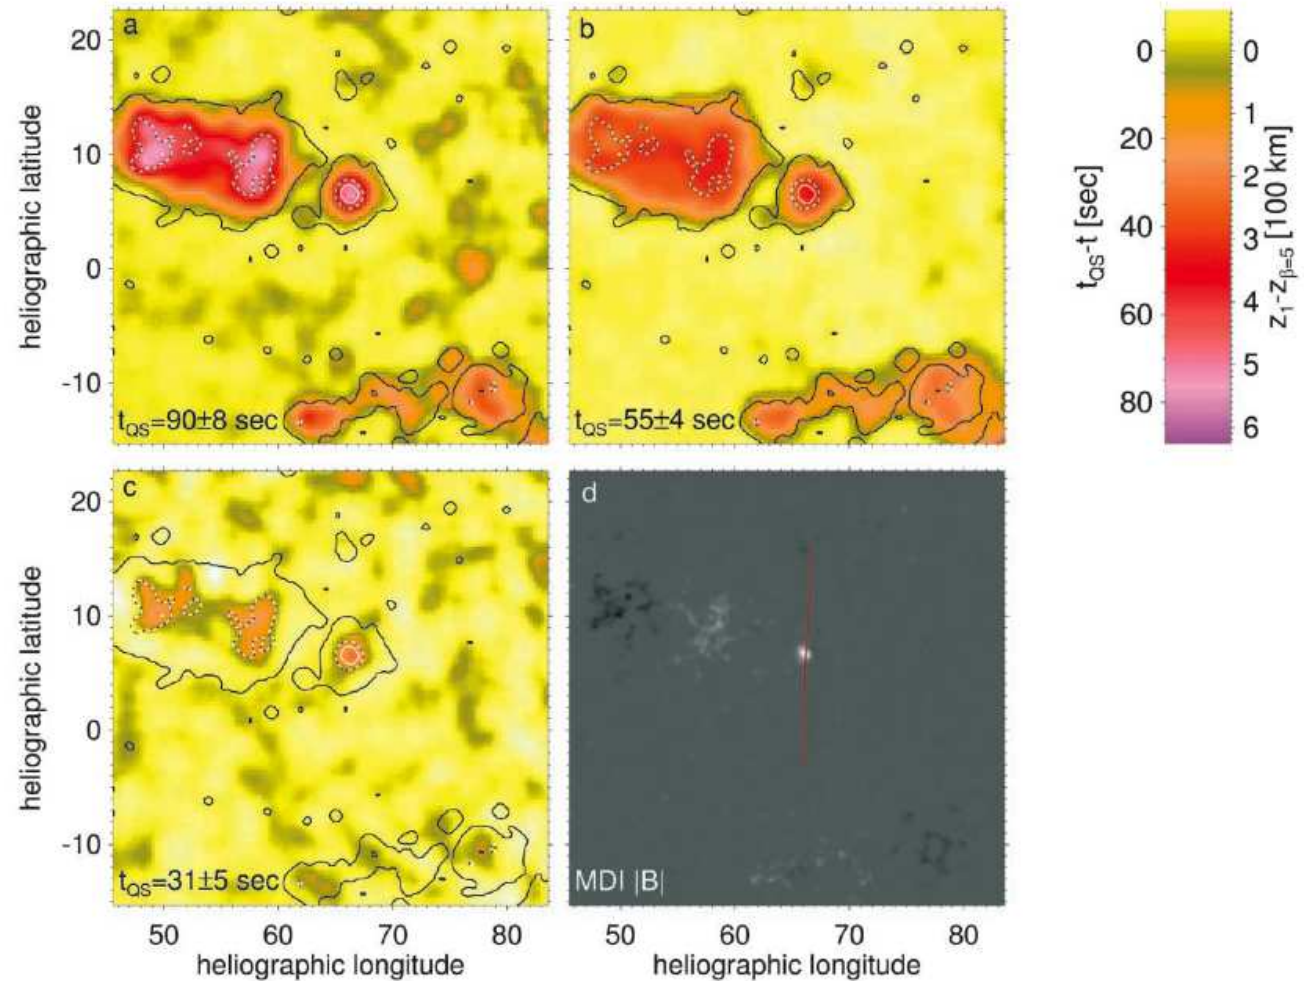 a
20
10
0
-10
heliographic latitude
t_QS=90±8 sec
b
t_QS=55±4 sec
0
20
40
60
80
t_QS-t [sec]
0
1
2
3
4
5
6
z_1-z_β=5 [100 km]
c
20
10
0
-10
heliographic latitude
t_QS=31±5 sec
50 60 70 80
heliographic longitude
d
MDI |B|
50 60 70 80
heliographic longitude